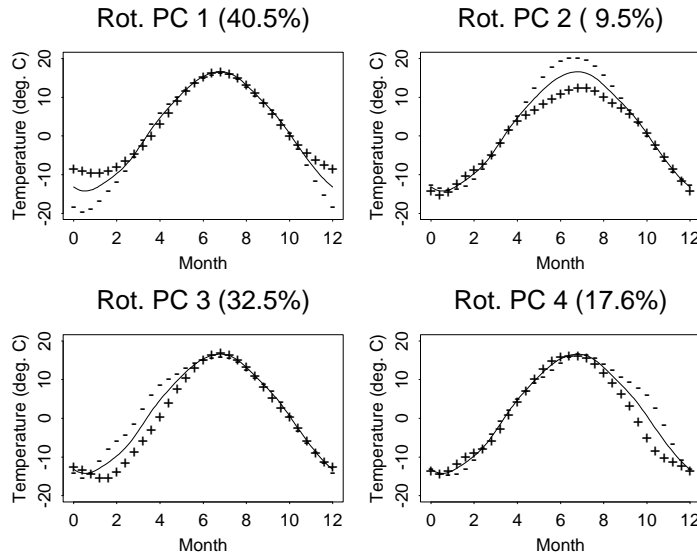 Rot. PC 1 (40.5%)
Temperature (deg. C)
20
10
0
-10
-20
0 2 4 6 8 10 12
Month
Rot. PC 2 ( 9.5%)
Temperature (deg. C)
20
10
0
-10
-20
0 2 4 6 8 10 12
Month
Rot. PC 3 (32.5%)
Temperature (deg. C)
20
10
0
-10
-20
0 2 4 6 8 10 12
Month
Rot. PC 4 (17.6%)
Temperature (deg. C)
20
10
0
-10
-20
0 2 4 6 8 10 12
Month